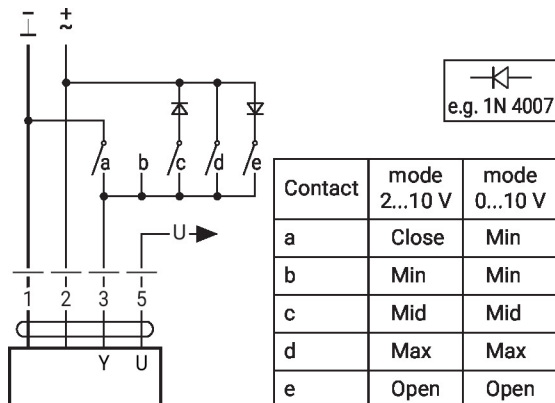 ⊥ ±
~
e.g. 1N 4007
a b c d e
U
1 2 3 5
Y U
Contact mode 2...10 V mode 0...10 V
a Close Min
b Min Min
c Mid Mid
d Max Max
e Open Open